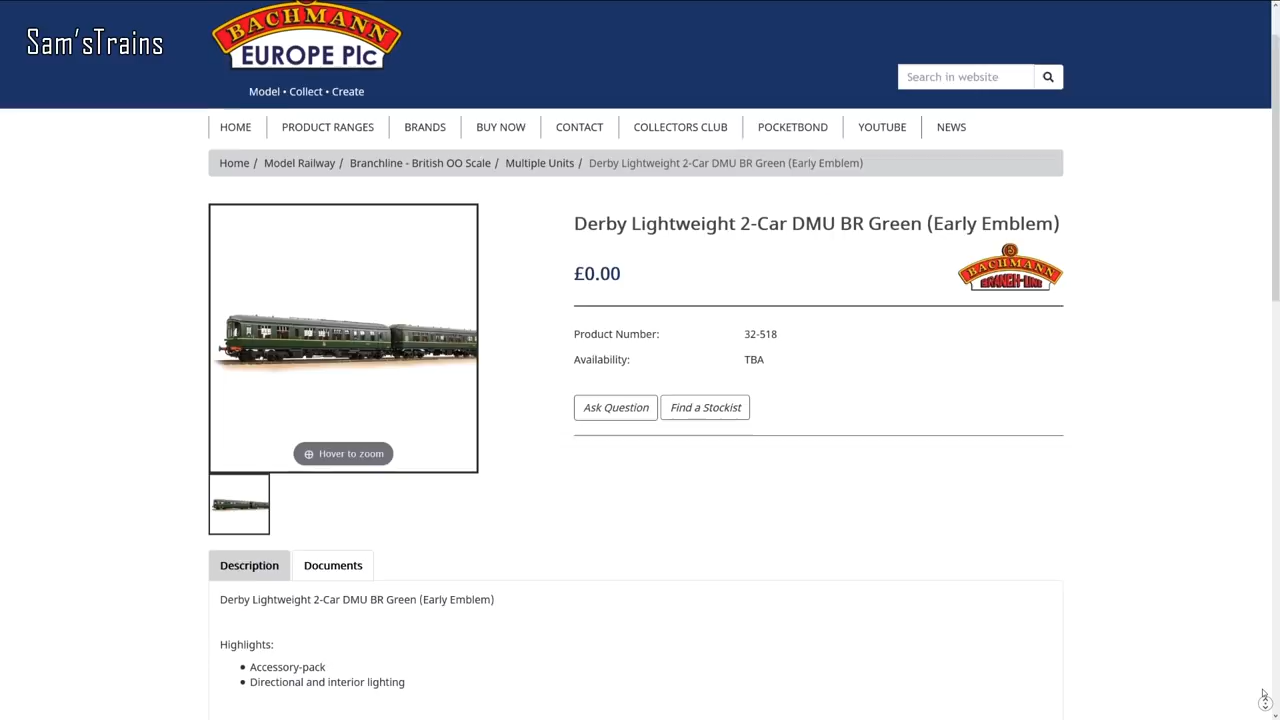 Sam'sTrains
BACHMANN
EUROPE Plc
Model • Collect • Create
Search in website
HOME
PRODUCT RANGES
BRANDS
BUY NOW
CONTACT
COLLECTORS CLUB
POCKETBOND
YOUTUBE
NEWS
Home / Model Railway / Branchline - British OO Scale / Multiple Units / Derby Lightweight 2-Car DMU BR Green (Early Emblem)
Derby Lightweight 2-Car DMU BR Green (Early Emblem)
£0.00
BACHMANN
BRANCH-LINE
Product Number: 32-518
Availability: TBA
Ask Question
Find a Stockist
Hover to zoom
Description
Documents
Derby Lightweight 2-Car DMU BR Green (Early Emblem)
Highlights:
• Accessory-pack
• Directional and interior lighting